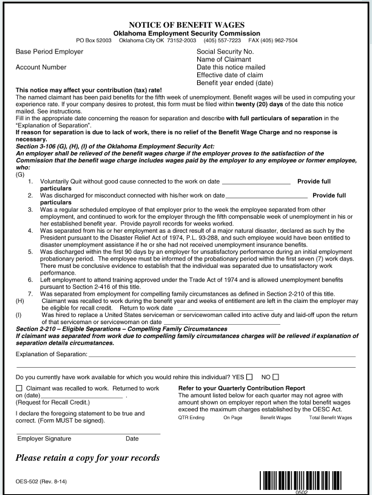 NOTICE OF BENEFIT WAGES
Oklahoma Employment Security Commission
PO Box 52003 Oklahoma City OK 73152-2003 (405) 557-7223 FAX (405) 962-7504
Base Period Employer
Social Security No.
Name of Claimant
Account Number
Date this notice mailed
Effective date of claim
Benefit year ended (date)
This notice may affect your contribution (tax) rate!
The named claimant has been paid benefits for the fifth week of unemployment. Benefit wages will be used in computing your
experience rate. If your company desires to protest, this form must be filed within twenty (20) days of the date this notice
mailed. See instructions.
Fill in the appropriate date concerning the reason for separation and describe with full particulars of separation in the
"Explanation of Separation".
If reason for separation is due to lack of work, there is no relief of the Benefit Wage Charge and no response is
necessary.
Section 3-106 (G), (H), (I) of the Oklahoma Employment Security Act:
An employer shall be relieved of the benefit wage charge if the employer proves to the satisfaction of the
Commission that benefit wage charge includes wages paid by the employer to any employee or former employee,
who:
(G)
1. Voluntarily Quit without good cause connected to the work on date ____________________ Provide full
particulars
2. Was discharged for misconduct connected with his/her work on date ____________________ Provide full
particulars
3. Was a regular scheduled employee of that employer prior to the week the employee separated from other
employment, and continued to work for the employer through the fifth compensable week of unemployment in his or
her established benefit year. Provide payroll records for weeks worked.
4. Was separated from his or her employment as a direct result of a major natural disaster, declared as such by the
President pursuant to the Disaster Relief Act of 1974, P.L. 93-288, and such employee would have been entitled to
disaster unemployment assistance if he or she had not received unemployment insurance benefits.
5. Was discharged within the first 90 days by an employer for unsatisfactory performance during an initial employment
probationary period. The employee must be informed of the probationary period within the first seven (7) work days.
There must be conclusive evidence to establish that the individual was separated due to unsatisfactory work
performance.
6. Left employment to attend training approved under the Trade Act of 1974 and is allowed unemployment benefits
pursuant to Section 2-416 of this title.
7. Was separated from employment for compelling family circumstances as defined in Section 2-210 of this title.
(H) Claimant was recalled to work during the benefit year and weeks of entitlement are left in the claim the employer may
be eligible for recall credit. Return to work date ____________________
(I) Was hired to replace a United States serviceman or servicewoman called into active duty and laid-off upon the return
of that serviceman or servicewoman on date ____________________
Section 2-210 – Eligible Separations – Compelling Family Circumstances
If claimant was separated from work due to compelling family circumstances charges will be relieved if explanation of
separation details circumstances.
Explanation of Separation: ____________________
Do you currently have work available for which you would rehire this individual? YES ☐ NO ☐
☐ Claimant was recalled to work. Returned to work
on (date)____________________ .
(Request for Recall Credit.)
I declare the foregoing statement to be true and
correct. (Form MUST be signed).
Employer Signature Date
Refer to your Quarterly Contribution Report
The amount listed below for each quarter may not agree with
amount shown on employer report when the total benefit wages
exceed the maximum charges established by the OESC Act.
QTR Ending On Page Benefit Wages Total Benefit Wages
Please retain a copy for your records
OES-502 (Rev. 8-14)
0502